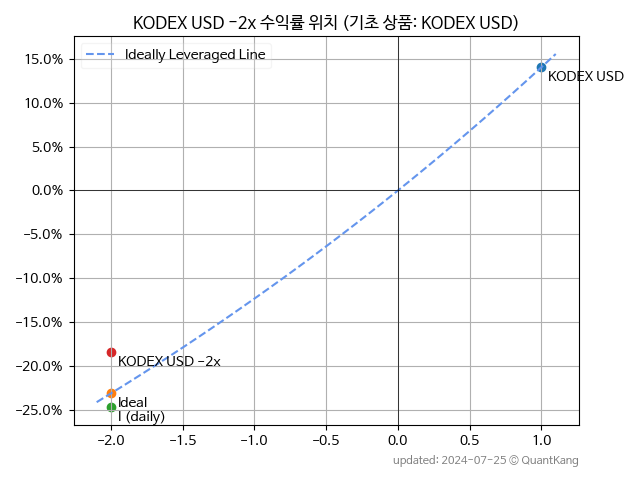 KODEX USD -2x 수익률 위치 (기초 상품: KODEX USD)
Ideally Leveraged Line
15.0%
10.0%
5.0%
0.0%
-5.0%
-10.0%
-15.0%
-20.0%
-25.0%
KODEX USD
KODEX USD -2x
Ideal
I (daily)
-2.0
-1.5
-1.0
-0.5
0.0
0.5
1.0
updated: 2024-07-25 © QuantKang